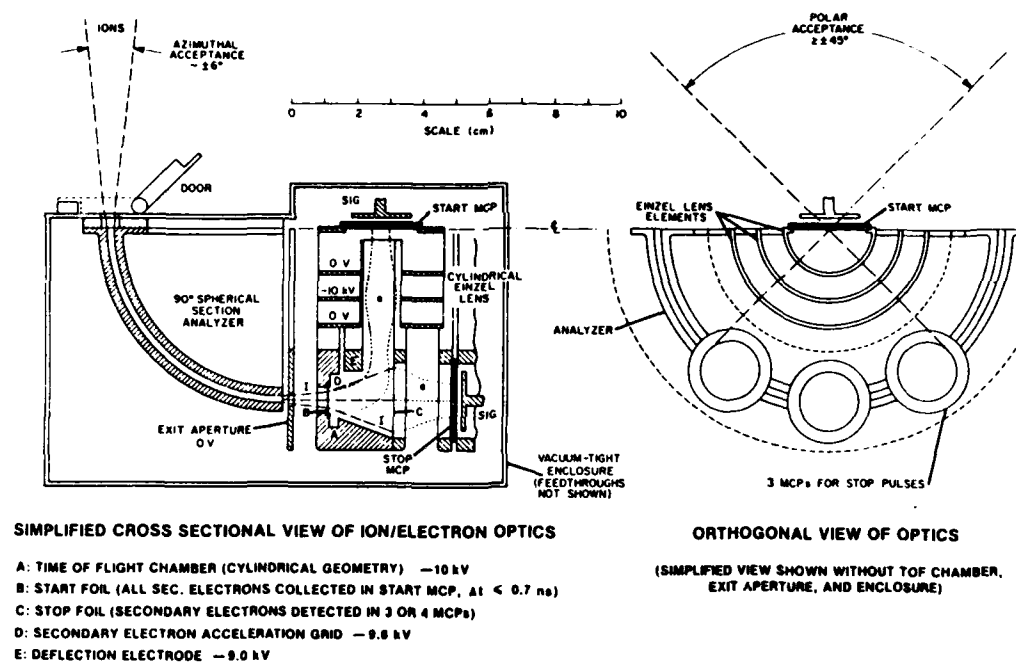 IONS
AZIMUTHAL
ACCEPTANCE
~ ±6°
0 2 4 6 8 10
SCALE (cm)
POLAR
ACCEPTANCE
≥ ±45°
DOOR
SIG
START MCP
℄
EINZEL LENS
ELEMENTS
START MCP
0 V
-10 kV
0 V
e
CYLINDRICAL
EINZEL
LENS
90° SPHERICAL
SECTION
ANALYZER
ANALYZER
E
I
D
e
B
A
I
C
SIG
EXIT APERTURE
0 V
STOP
MCP
VACUUM-TIGHT
ENCLOSURE
(FEEDTHROUGHS
NOT SHOWN)
3 MCPs FOR STOP PULSES
SIMPLIFIED CROSS SECTIONAL VIEW OF ION/ELECTRON OPTICS
A: TIME OF FLIGHT CHAMBER (CYLINDRICAL GEOMETRY) —10 kV
B: START FOIL (ALL SEC. ELECTRONS COLLECTED IN START MCP, Δt ≤ 0.7 ns)
C: STOP FOIL (SECONDARY ELECTRONS DETECTED IN 3 OR 4 MCPs)
D: SECONDARY ELECTRON ACCELERATION GRID kV
E: DEFLECTION ELECTRODE —9.0 kV
ORTHOGONAL VIEW OF OPTICS
(SIMPLIFIED VIEW SHOWN WITHOUT TOF CHAMBER,
EXIT APERTURE, AND ENCLOSURE)